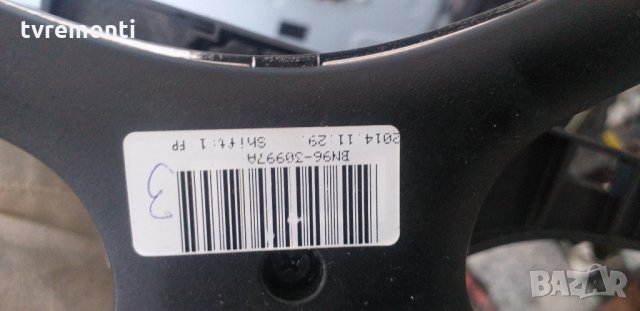 tvremonti
BN96-30997A
2014.11.29. Shift:1 FP
3
BAZAR